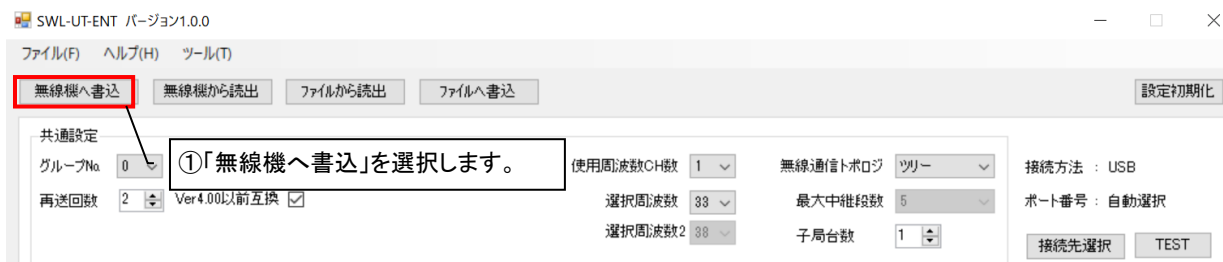 SWL-UT-ENT バージョン1.0.0
ファイル(F) ヘルプ(H) ツール(T)
無線機へ書込 無線機から読出 ファイルから読出 ファイルへ書込 設定初期化
共通設定
グループNo. 0 ①「無線機へ書込」を選択します。 使用周波数CH数 1 無線通信トポロジ ツリー 接続方法 : USB
再送回数 2 Ver4.00以前互換 選択周波数 33 最大中継段数 5 ポート番号 : 自動選択
選択周波数2 38 子局台数 1 接続先選択 TEST